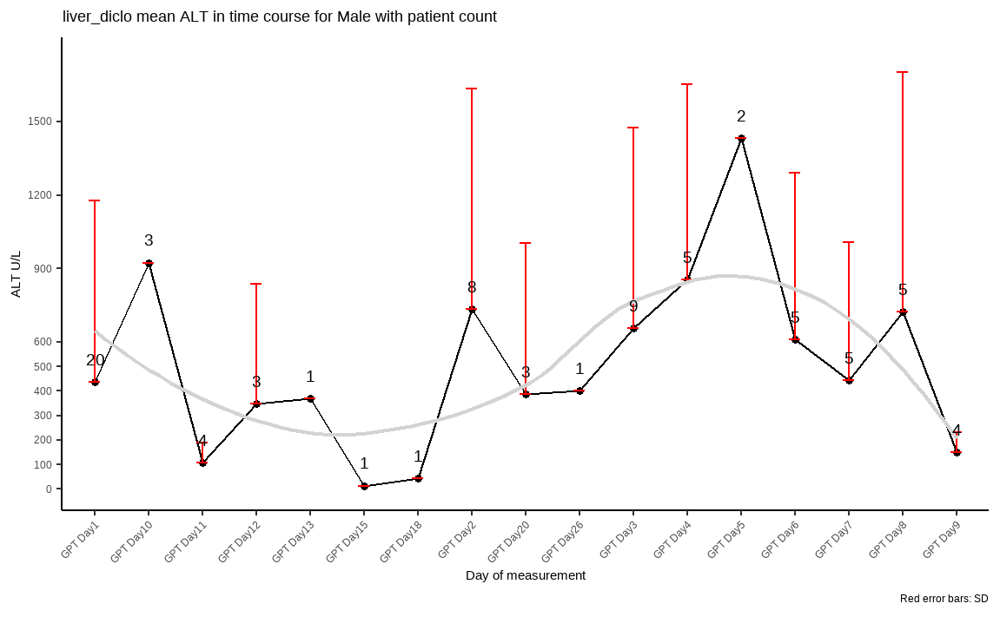 liver_diclo mean ALT in time course for Male with patient count
ALT U/L
1500
1200
900
600
500
400
300
200
100
0
20
3
4
3
1
1
1
8
3
1
9
5
2
5
5
5
4
GPT Day1
GPT Day10
GPT Day11
GPT Day12
GPT Day13
GPT Day15
GPT Day18
GPT Day2
GPT Day20
GPT Day26
GPT Day3
GPT Day4
GPT Day5
GPT Day6
GPT Day7
GPT Day8
GPT Day9
Day of measurement
Red error bars: SD